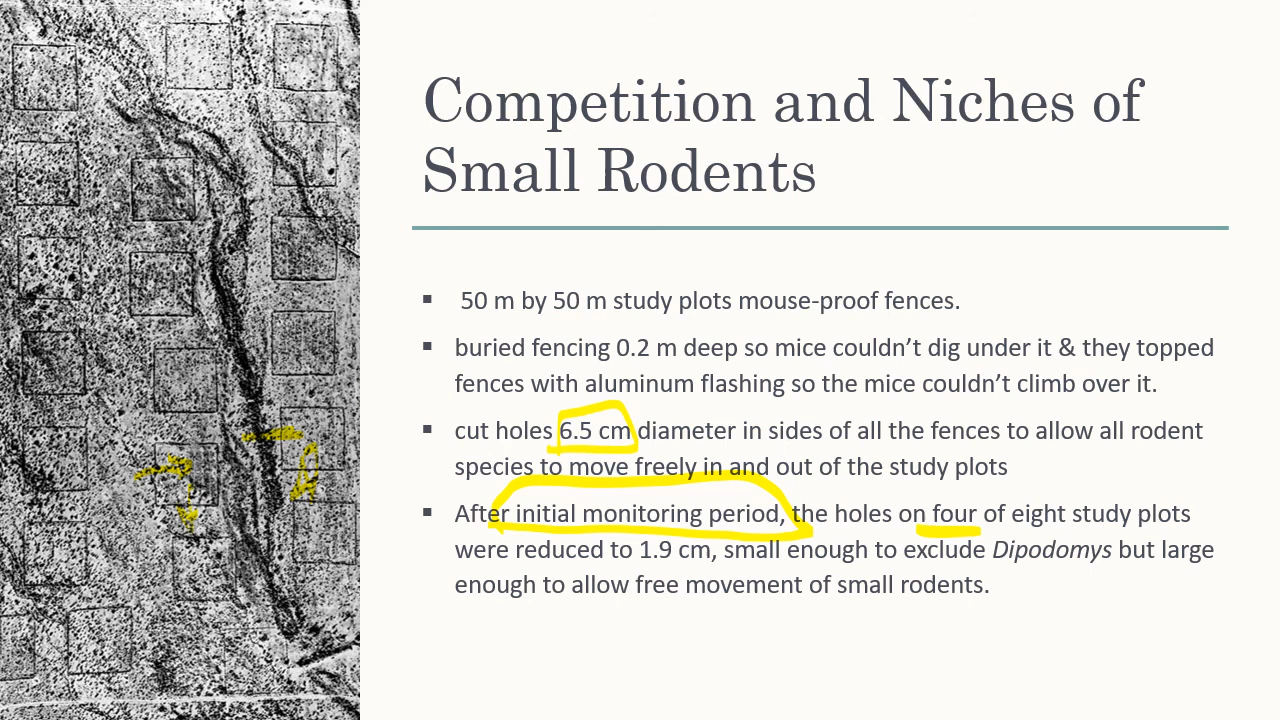 Competition and Niches of
Small Rodents
▪ 50 m by 50 m study plots mouse-proof fences.
▪ buried fencing 0.2 m deep so mice couldn’t dig under it & they topped
fences with aluminum flashing so the mice couldn’t climb over it.
▪ cut holes 6.5 cm diameter in sides of all the fences to allow all rodent
species to move freely in and out of the study plots
▪ After initial monitoring period, the holes on four of eight study plots
were reduced to 1.9 cm, small enough to exclude Dipodomys but large
enough to allow free movement of small rodents.